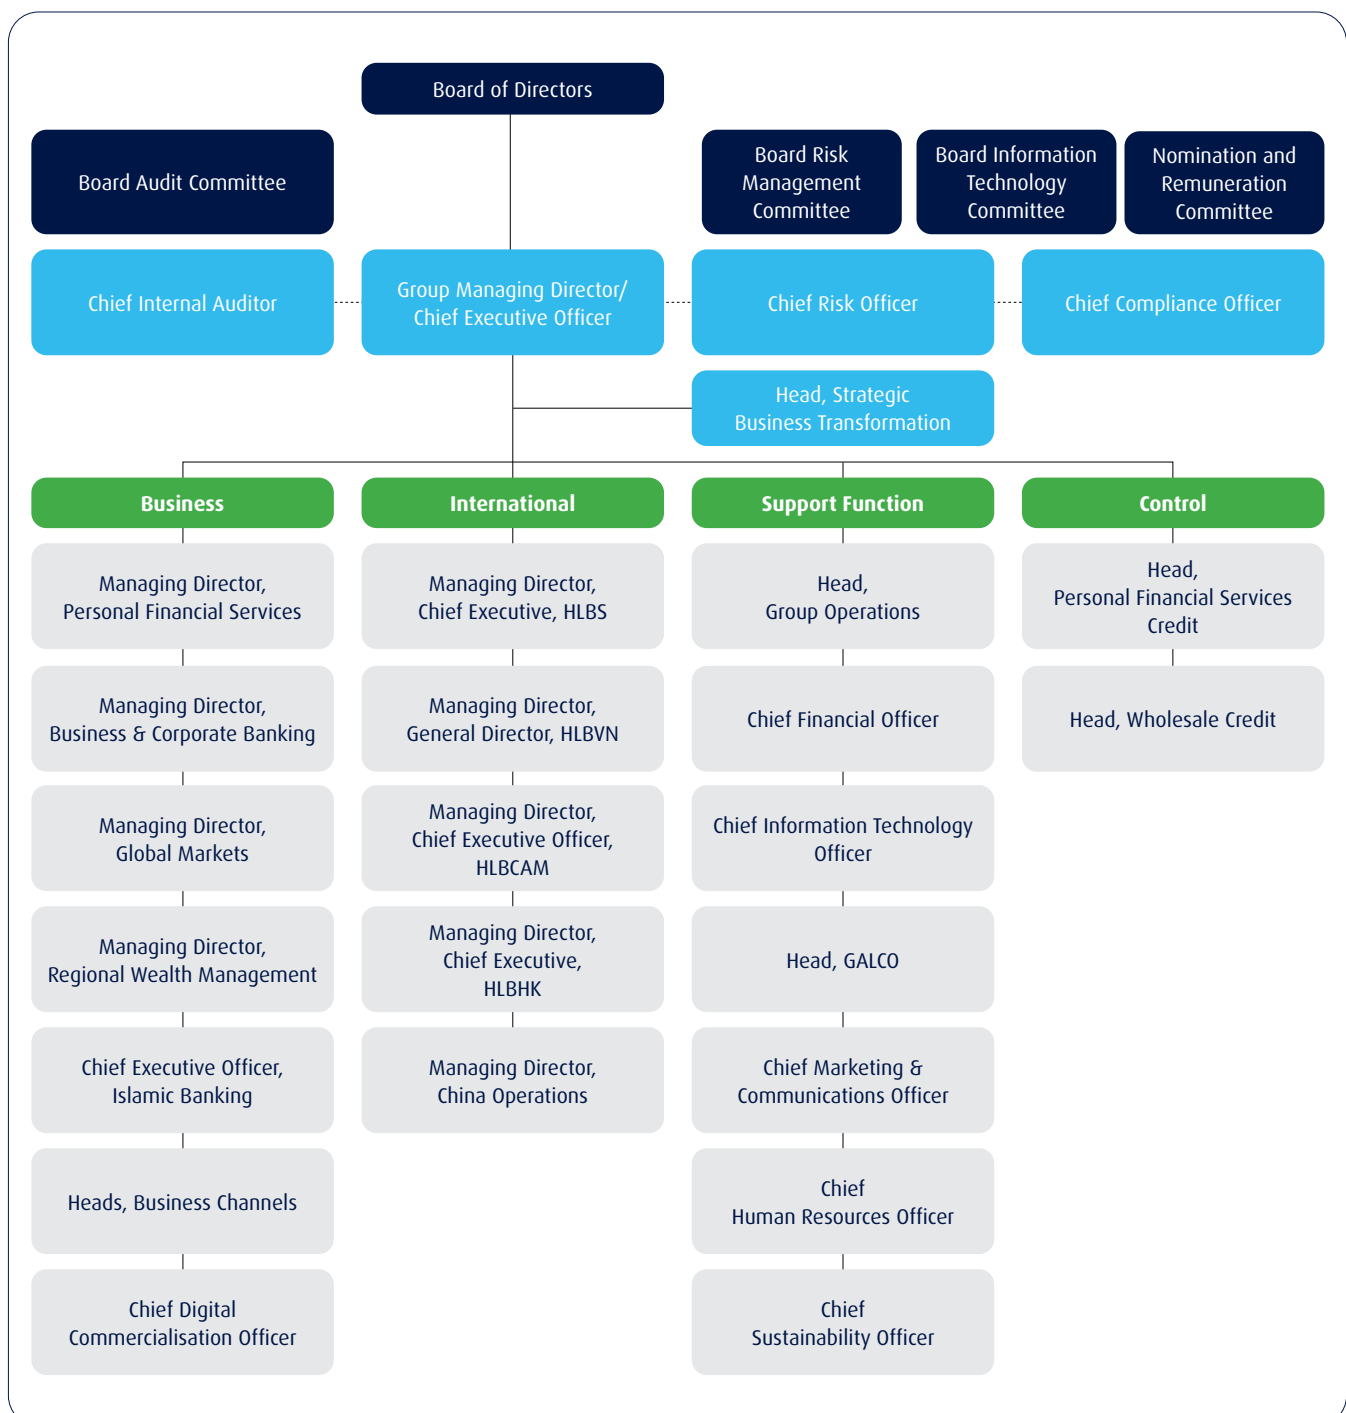 Board of Directors
Board Audit Committee
Board Risk
Management
Committee
Board Information
Technology
Committee
Nomination and
Remuneration
Committee
Chief Internal Auditor
Group Managing Director/
Chief Executive Officer
Chief Risk Officer
Chief Compliance Officer
Head, Strategic
Business Transformation
Business
Managing Director,
Personal Financial Services
Managing Director,
Business & Corporate Banking
Managing Director,
Global Markets
Managing Director,
Regional Wealth Management
Chief Executive Officer,
Islamic Banking
Heads, Business Channels
Chief Digital
Commercialisation Officer
International
Managing Director,
Chief Executive, HLBS
Managing Director,
General Director, HLBVN
Managing Director,
Chief Executive Officer,
HLBCAM
Managing Director,
Chief Executive,
HLBHK
Managing Director,
China Operations
Support Function
Head,
Group Operations
Chief Financial Officer
Chief Information Technology
Officer
Head, GALCO
Chief Marketing &
Communications Officer
Chief
Human Resources Officer
Chief
Sustainability Officer
Control
Head,
Personal Financial Services
Credit
Head, Wholesale Credit